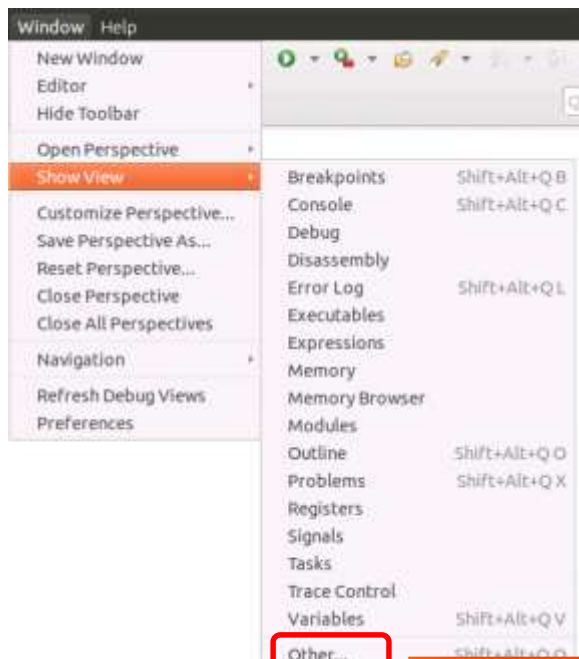 Window Help
New Window
Editor
Hide Toolbar
Open Perspective
Show View
Customize Perspective...
Save Perspective As...
Reset Perspective...
Close Perspective
Close All Perspectives
Navigation
Refresh Debug Views
Preferences
Breakpoints Shift+Alt+Q B
Console Shift+Alt+Q C
Debug
Disassembly
Error Log Shift+Alt+Q L
Executables
Expressions
Memory
Memory Browser
Modules
Outline Shift+Alt+Q O
Problems Shift+Alt+Q X
Registers
Signals
Tasks
Trace Control
Variables Shift+Alt+Q V
Other... Shift+Alt+Q Q